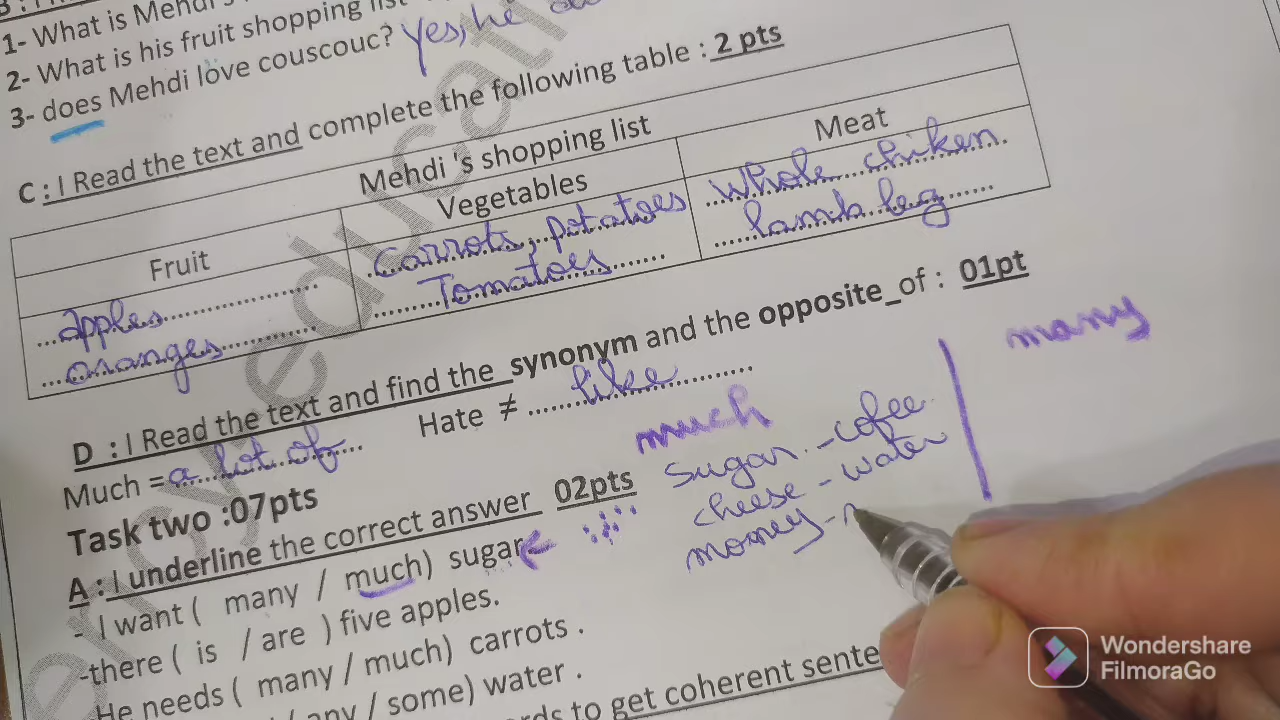 1- What is Mehdi's
2- What is his fruit shopping list
3- does Mehdi love couscouc? Yes, he
C : I Read the text and complete the following table : 2 pts
Mehdi 's shopping list
Fruit Vegetables Meat
apples Carrots, potatoes Whole chiken
oranges Tomatoes lamb leg
D : I Read the text and find the synonym and the opposite_of : 01pt
Much = a lot of Hate ≠ like
Task two :07pts
A : I underline the correct answer 02pts
- I want ( many / much) sugar
-there ( is / are ) five apples.
-He needs ( many / much) carrots .
/ some) water .
to get coherent sente
much
sugar - cofee
cheese - water
money -
many
Wondershare
FilmoraGo